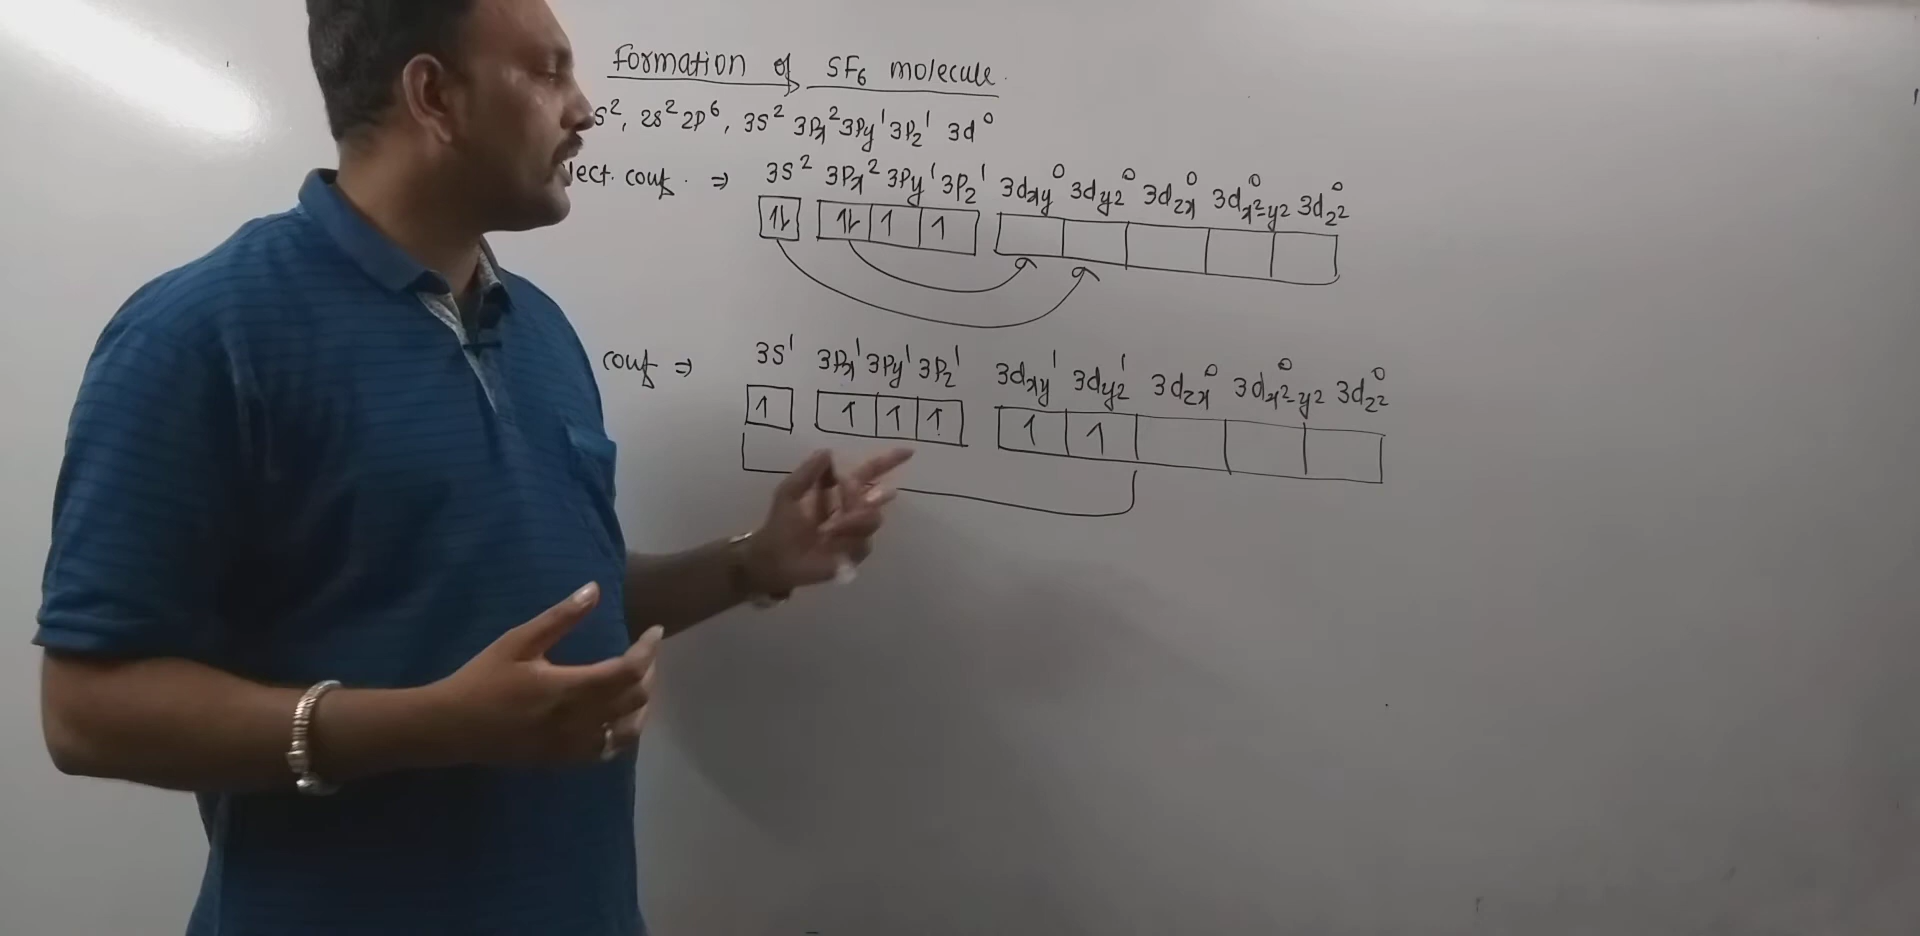 Formation of SF₆ molecule.
s², 2s² 2p⁶, 3s² 3px² 3py¹ 3pz¹ 3d⁰
lect. conf. ⇒ 3s² 3px² 3py¹ 3pz¹ 3dxy⁰ 3dyz⁰ 3dzx⁰ 3dx²-y²⁰ 3dz²⁰
⥮ ⥮ 1 1
conf ⇒ 3s¹ 3px¹ 3py¹ 3pz¹ 3dxy¹ 3dyz¹ 3dzx⁰ 3dx²-y²⁰ 3dz²⁰
1 1 1 1 1 1